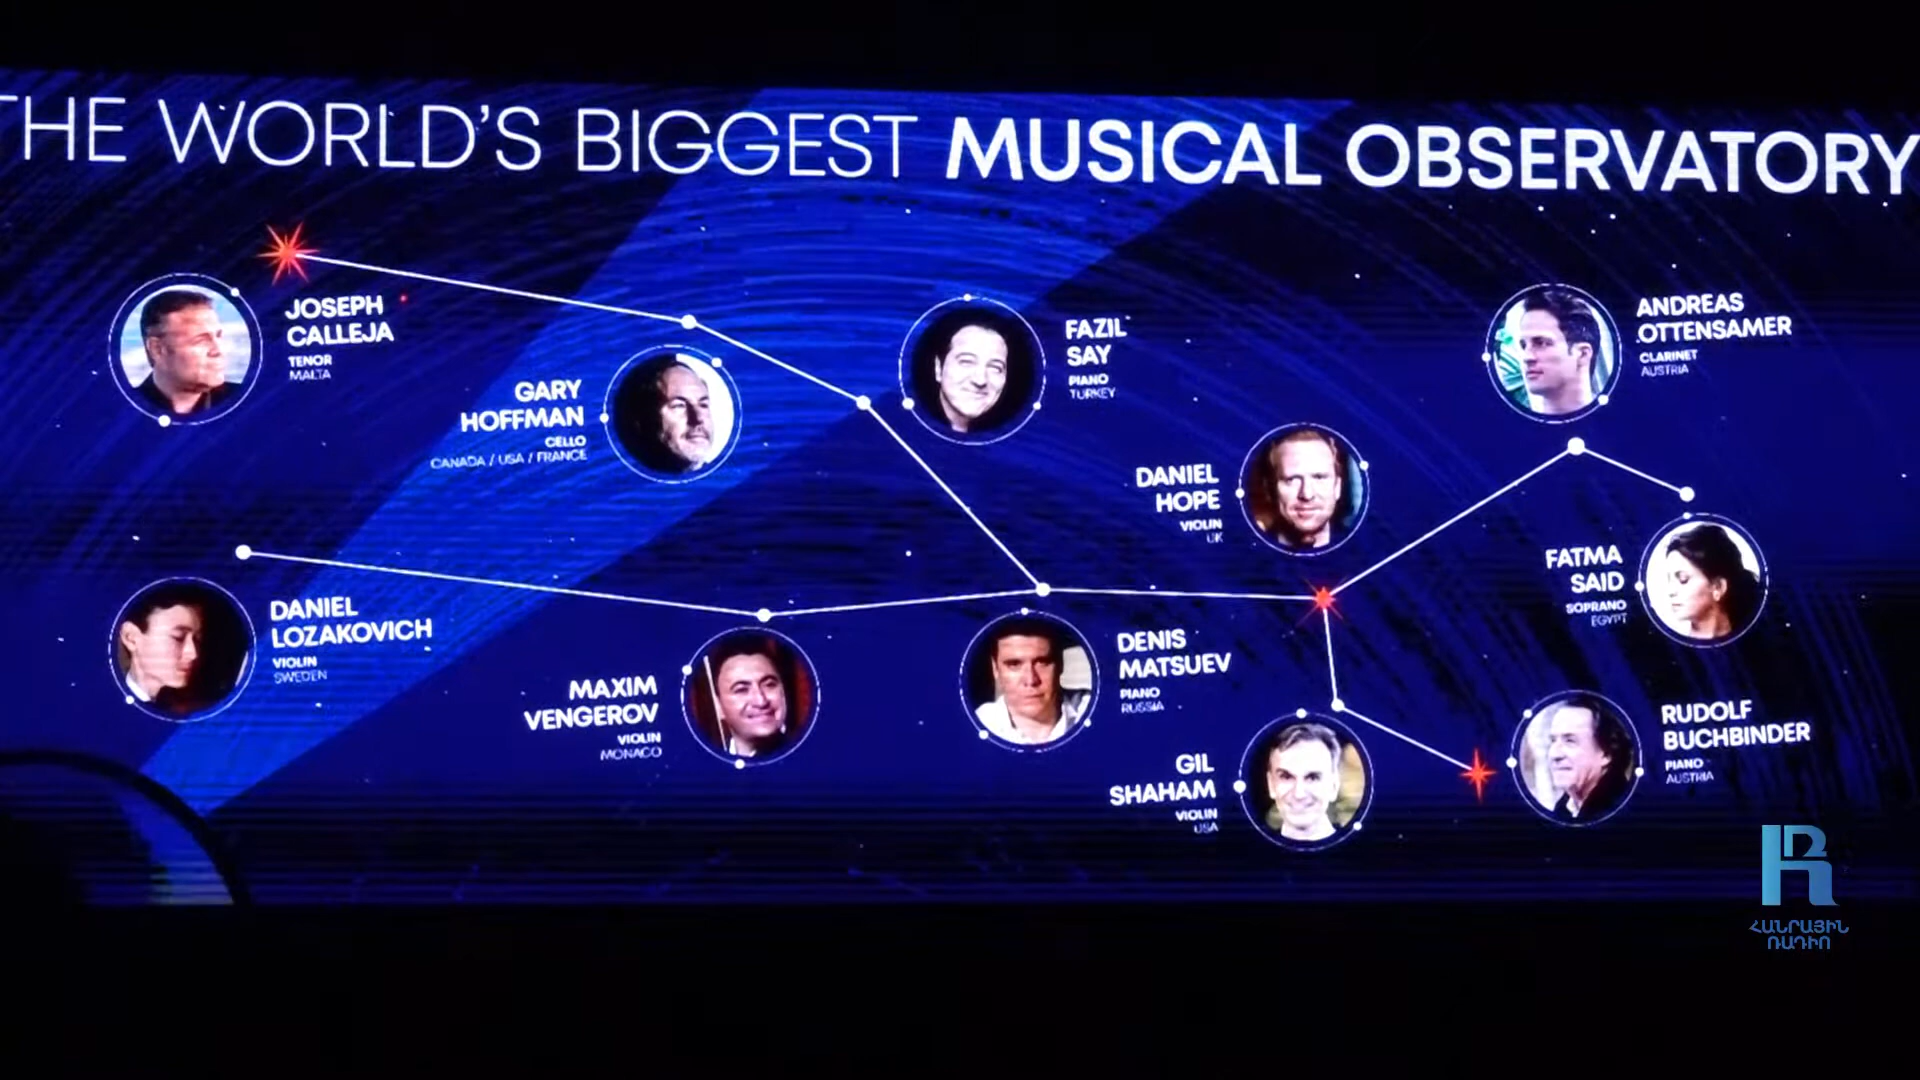 THE WORLD'S BIGGEST MUSICAL OBSERVATORY
JOSEPH
CALLEJA
TENOR
MALTA
GARY
HOFFMAN
CELLO
CANADA / USA / FRANCE
FAZIL
SAY
PIANO
TURKEY
DANIEL
HOPE
VIOLIN
UK
ANDREAS
OTTENSAMER
CLARINET
AUSTRIA
FATMA
SAID
SOPRANO
EGYPT
DANIEL
LOZAKOVICH
VIOLIN
SWEDEN
MAXIM
VENGEROV
VIOLIN
MONACO
DENIS
MATSUEV
PIANO
RUSSIA
GIL
SHAHAM
VIOLIN
USA
RUDOLF
BUCHBINDER
PIANO
AUSTRIA
ՀԱՆՐԱՅԻՆ
ՌԱԴԻՈ